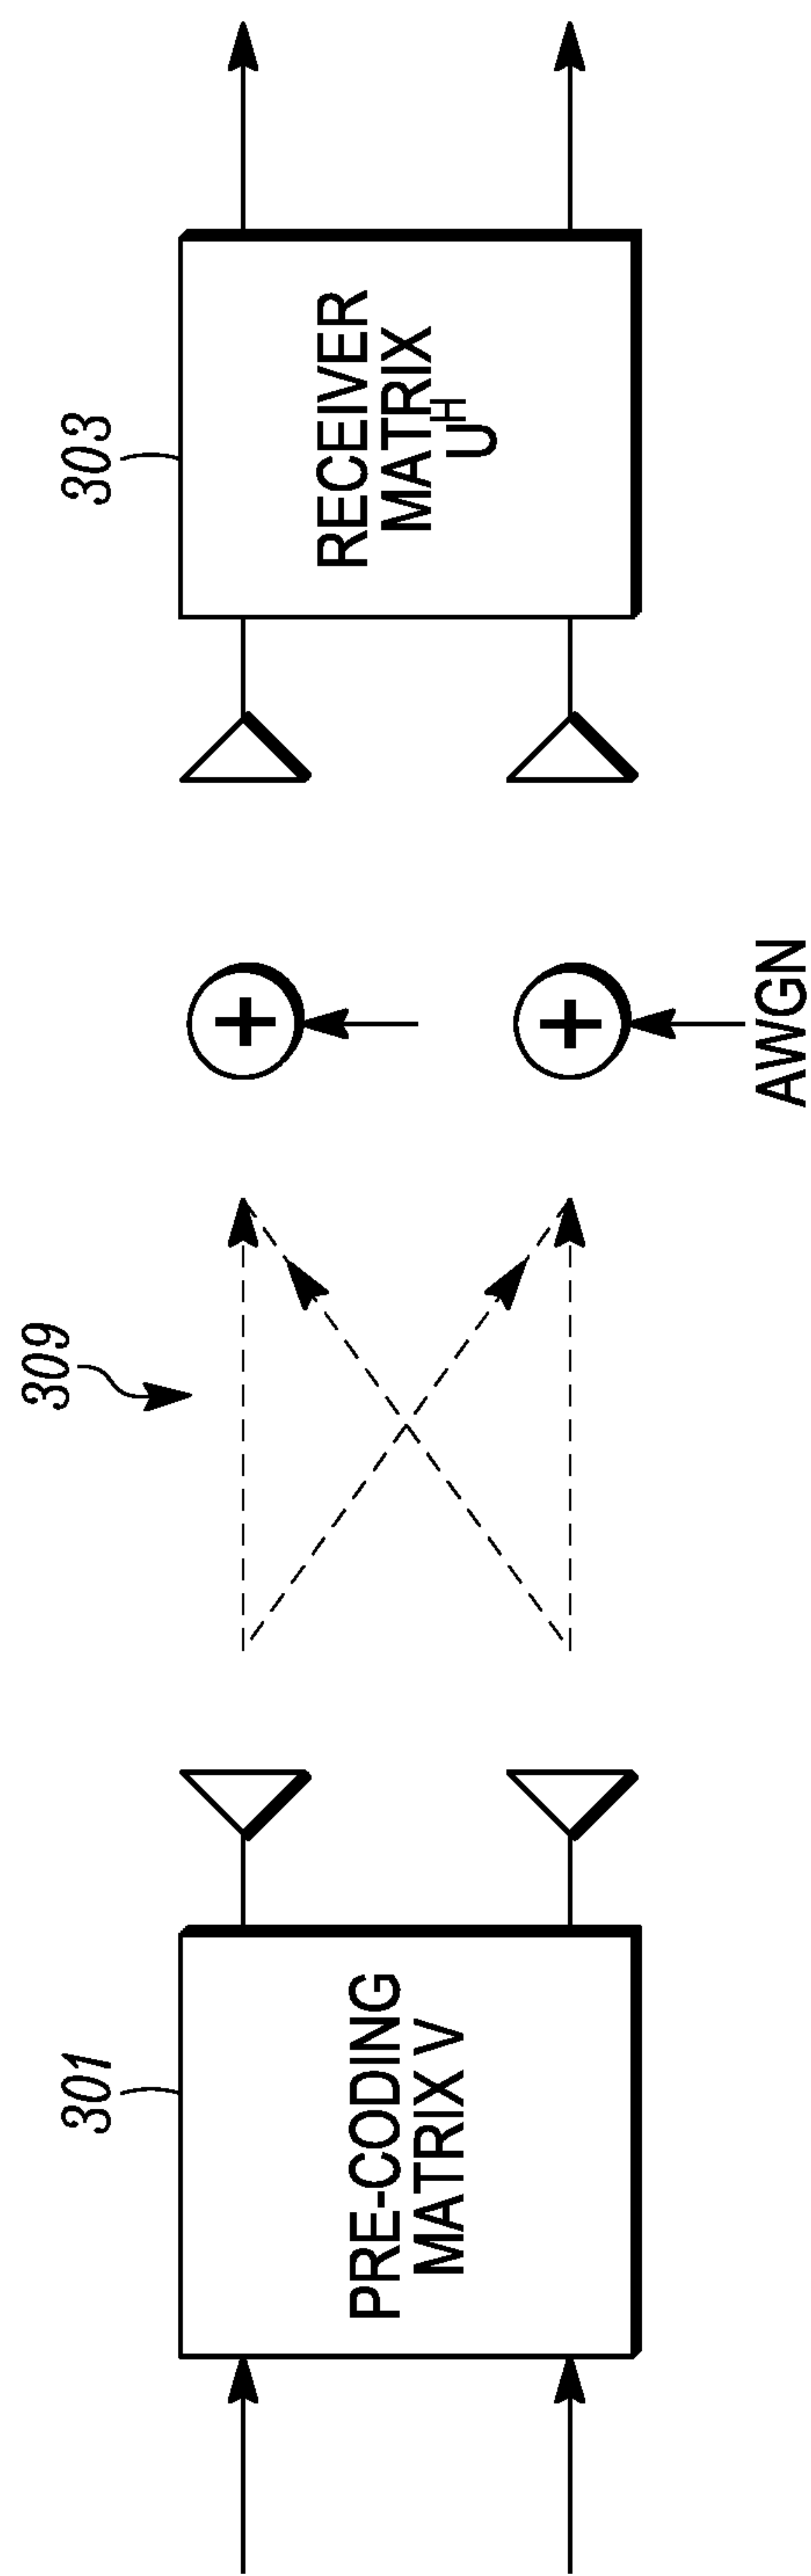 301
PRE-CODING
MATRIX V
309
AWGN
303
RECEIVER
MATRIX
U^H